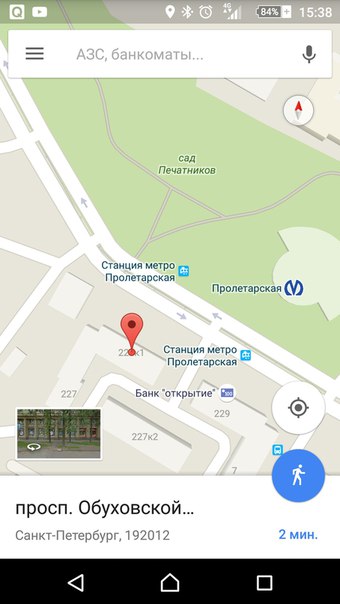 4G
84%
15:38
АЗС, банкоматы...
сад
Печатников
Станция метро
Пролетарская
Пролетарская
Станция метро
Пролетарская
Банк "открытие"
227
227к2
229
7
просп. Обуховской...
Санкт-Петербург, 192012
2 мин.